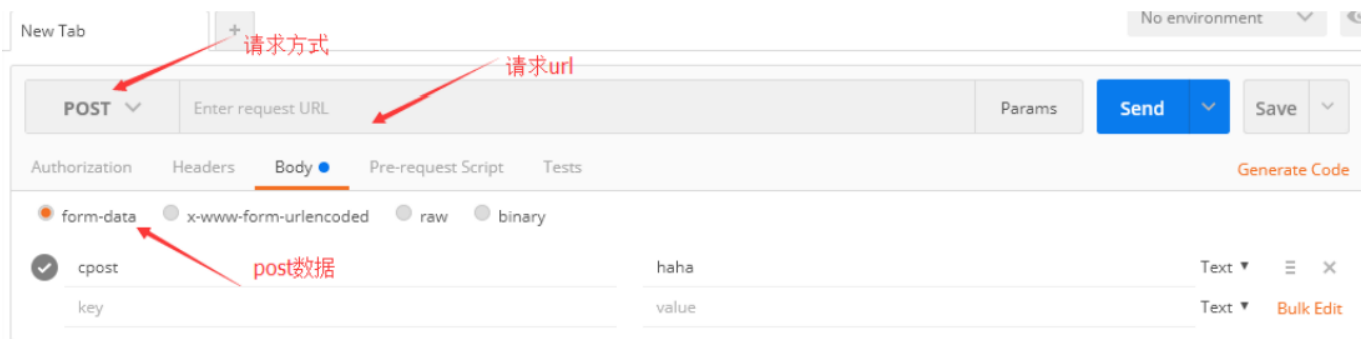 No environment
New Tab
+
请求方式
请求url
POST
Enter request URL
Params
Send
Save
Authorization
Headers
Body
Pre-request Script
Tests
Generate Code
form-data
x-www-form-urlencoded
raw
binary
post数据
cpost
haha
Text
key
value
Text
Bulk Edit